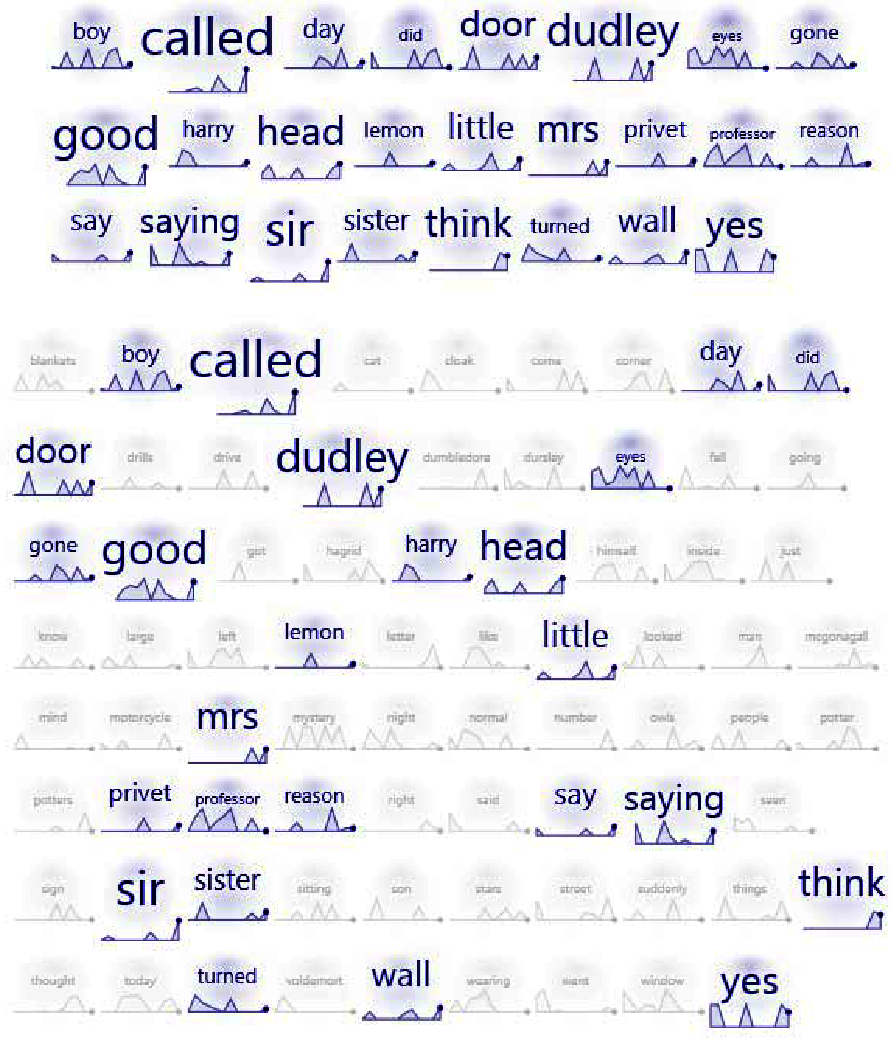 boy called day did door dudley eyes gone
good harry head lemon little mrs privet professor reason
say saying sir sister think turned wall yes
blankets boy called cat cloak come corner day did
door drills drive dudley dumbledore dursley eyes fell going
gone good got hagrid harry head himself inside just
know large left lemon letter like little looked man mcgonagall
mind motorcycle mrs mystery night normal number owls people potter
potters privet professor reason right said say saying seen
sign sir sister sitting son stars street suddenly things think
thought today turned voldemort wall wearing went window yes